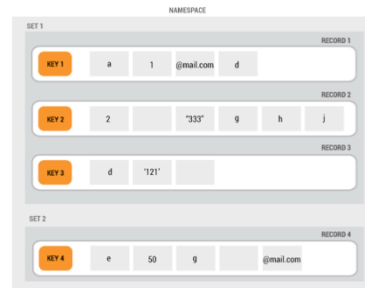 NAMESPACE
SET 1
RECORD 1
KEY 1 a 1 @mail.com d
RECORD 2
KEY 2 2 "333" g h j
RECORD 3
KEY 3 d '121'
SET 2
RECORD 4
KEY 4 e 50 g @mail.com